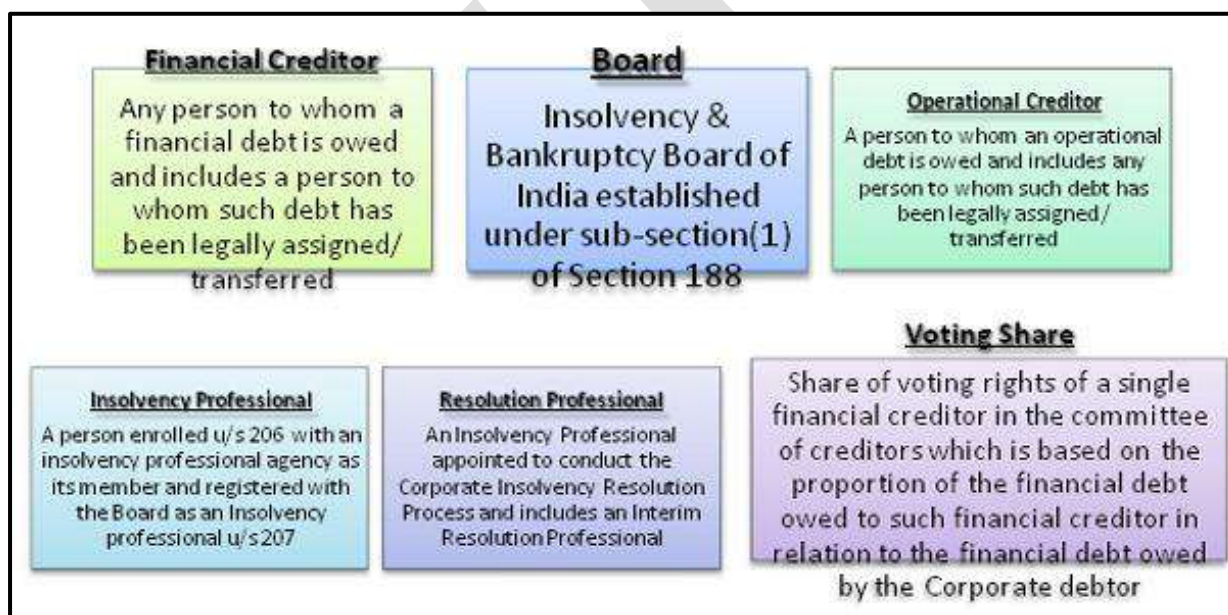 Financial Creditor
Any person to whom a
financial debt is owed
and includes a person to
whom such debt has
been legally assigned/
transferred
Board
Insolvency &
Bankruptcy Board of
India established
under sub-section(1)
of Section 188
Operational Creditor
A person to whom an operational
debt is owed and includes any
person to whom such debt has
been legally assigned/
transferred
Insolvency Professional
A person enrolled u/s 206 with an
insolvency professional agency as
its member and registered with
the Board as an Insolvency
professional u/s 207
Resolution Professional
An Insolvency Professional
appointed to conduct the
Corporate Insolvency Resolution
Process and includes an Interim
Resolution Professional
Voting Share
Share of voting rights of a single
financial creditor in the committee
of creditors which is based on the
proportion of the financial debt
owed to such financial creditor in
relation to the financial debt owed
by the Corporate debtor